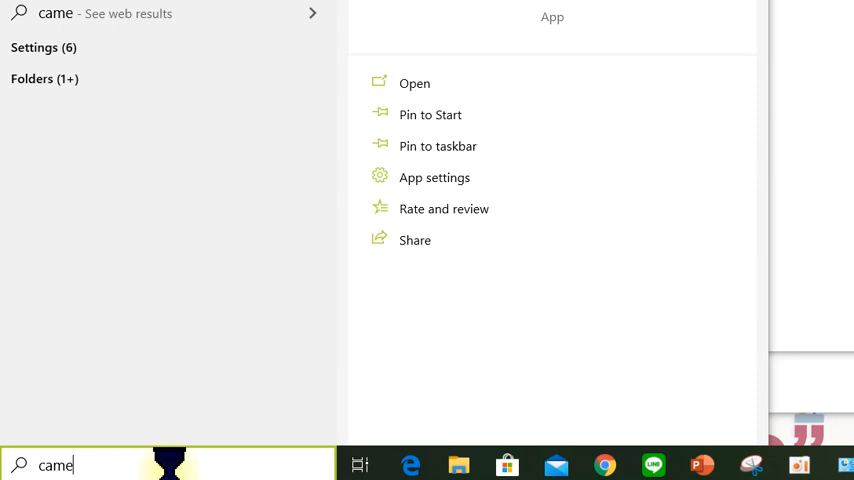 came - See web results
Settings (6)
Folders (1+)
App
Open
Pin to Start
Pin to taskbar
App settings
Rate and review
Share
came
LINE